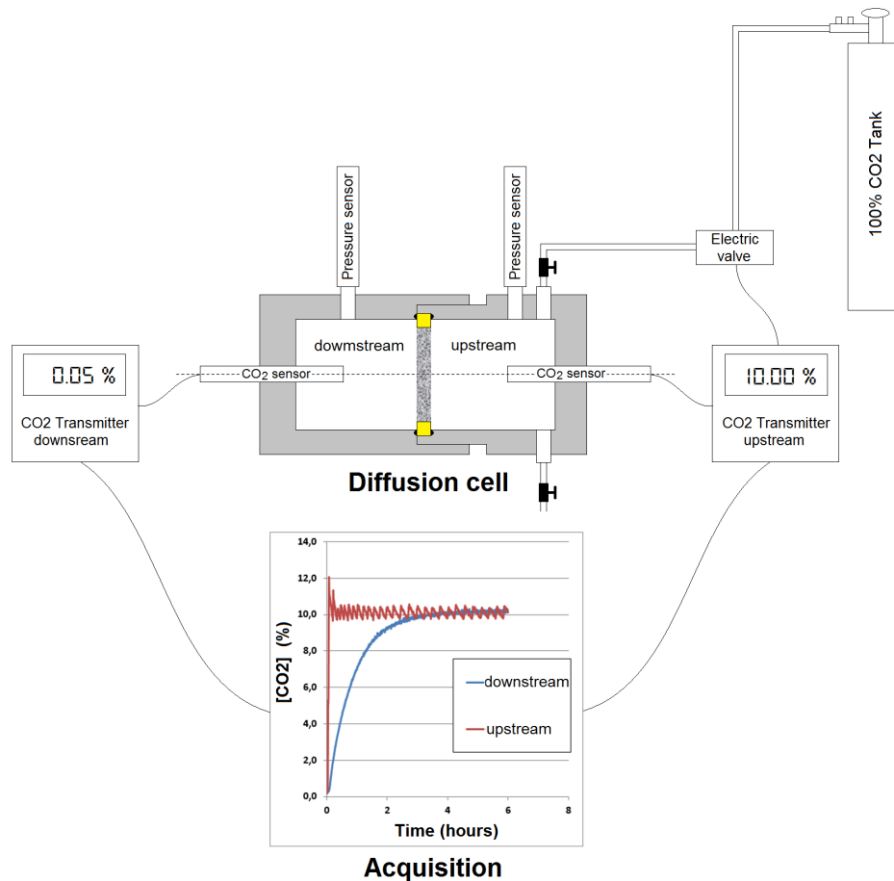 100% CO2 Tank
Pressure sensor
Pressure sensor
Electric
valve
dowmstream
upstream
0.05 %
CO2 sensor
CO2 sensor
10.00 %
CO2 Transmitter
downsream
CO2 Transmitter
upstream
Diffusion cell
14,0
12,0
10,0
8,0
6,0
4,0
2,0
0,0
[CO2] (%)
downstream
upstream
0
2
4
6
8
Time (hours)
Acquisition